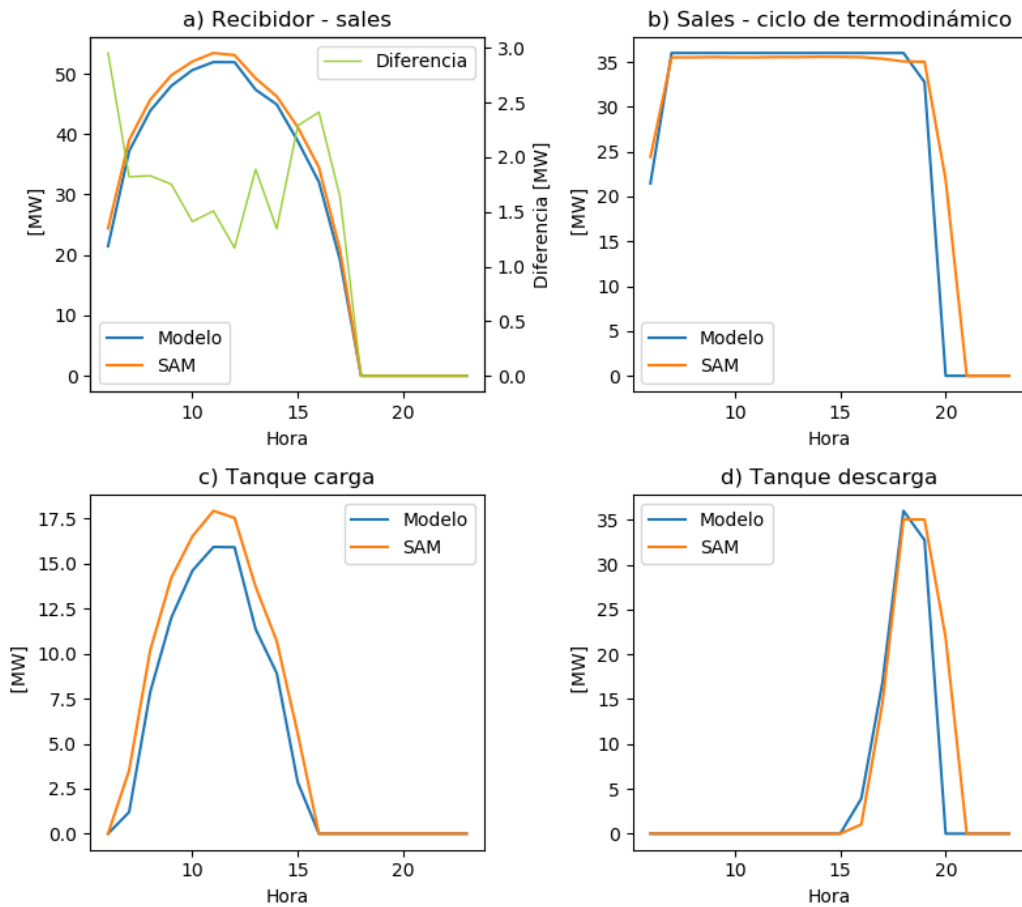 a) Recibidor - sales
50
40
30
20
10
0
[MW]
3.0
2.5
2.0
1.5
1.0
0.5
0.0
Diferencia [MW]
Diferencia
Modelo
SAM
10
15
20
Hora
b) Sales - ciclo de termodinámico
35
30
25
20
15
10
5
0
[MW]
Modelo
SAM
10
15
20
Hora
c) Tanque carga
17.5
15.0
12.5
10.0
7.5
5.0
2.5
0.0
[MW]
Modelo
SAM
10
15
20
Hora
d) Tanque descarga
35
30
25
20
15
10
5
0
[MW]
Modelo
SAM
10
15
20
Hora